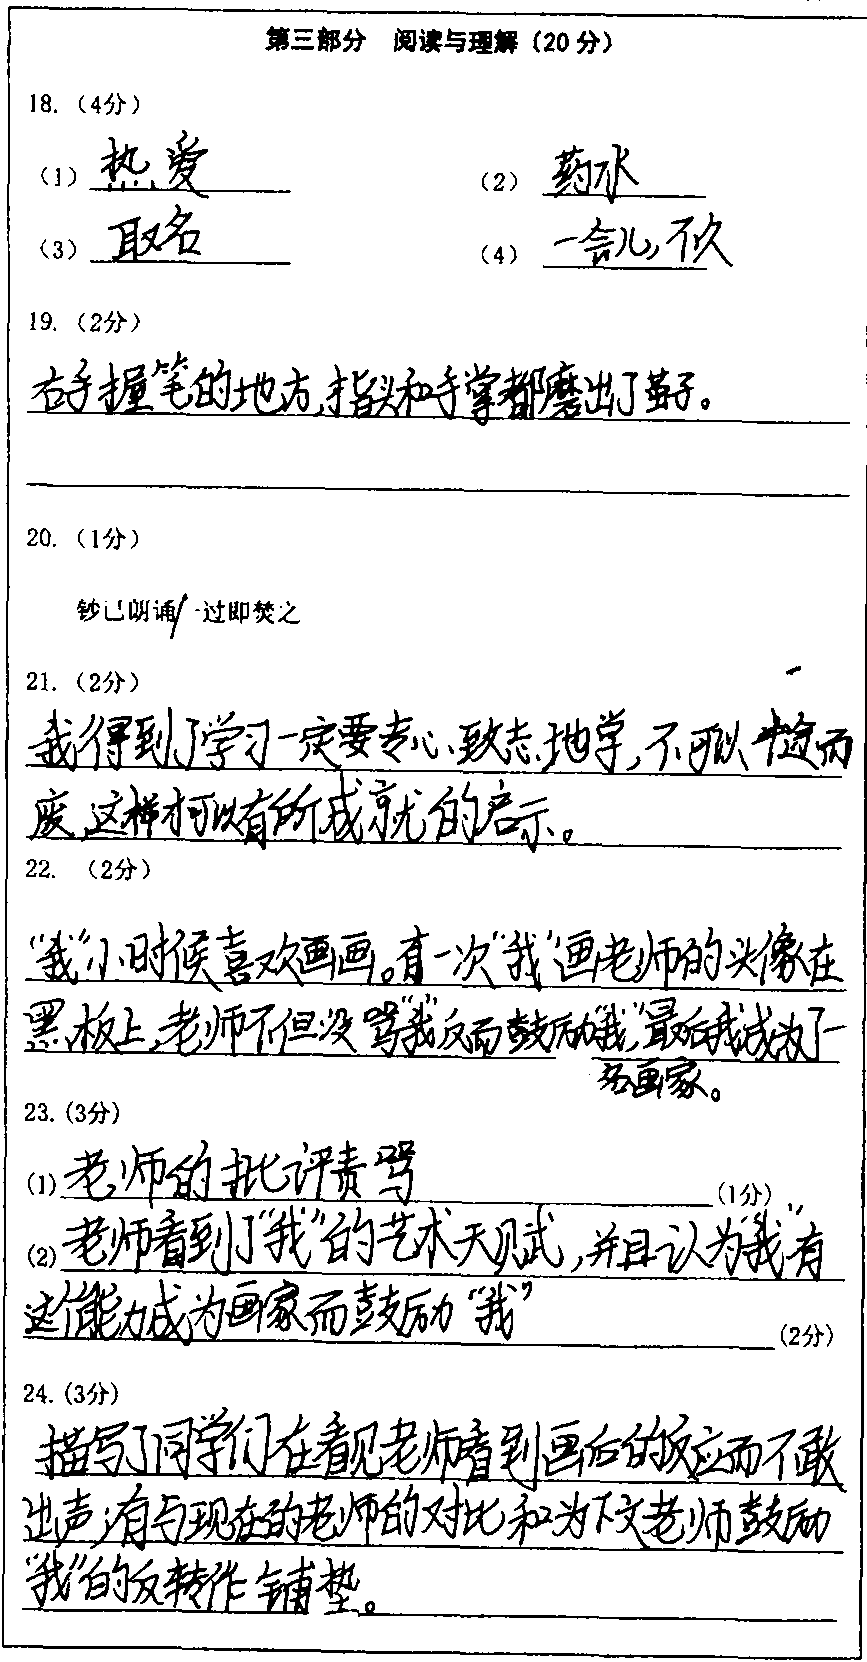 第三部分 阅读与理解（20分）
18.（4分）
（1）热爱 （2）药水
（3）取名 （4）一会儿，不久
19.（2分）
右手握笔的地方，指头和手掌都磨出了茧子。
20.（1分）
钞已朗诵/一过即焚之
21.（2分）
我得到了学习一定要专心致志地学，不可以半途而
废，这样才可以有所成就的启示。
22. （2分）
“我”小时候喜欢画画。有一次“我”画老师的头像在
黑板上，老师不但没骂“我”反而鼓励“我”，最后我成为了一
名画家。
23.(3分)
(1)老师的批评责骂 (1分)
(2)老师看到了“我”的艺术天赋，并且认为“我”有
这个能力成为画家而鼓励“我” (2分)
24.(3分)
描写了同学们在看见老师看到画后的反应而不敢
出声，有与现在的老师的对比和为下文老师鼓励
“我”的反转作铺垫。